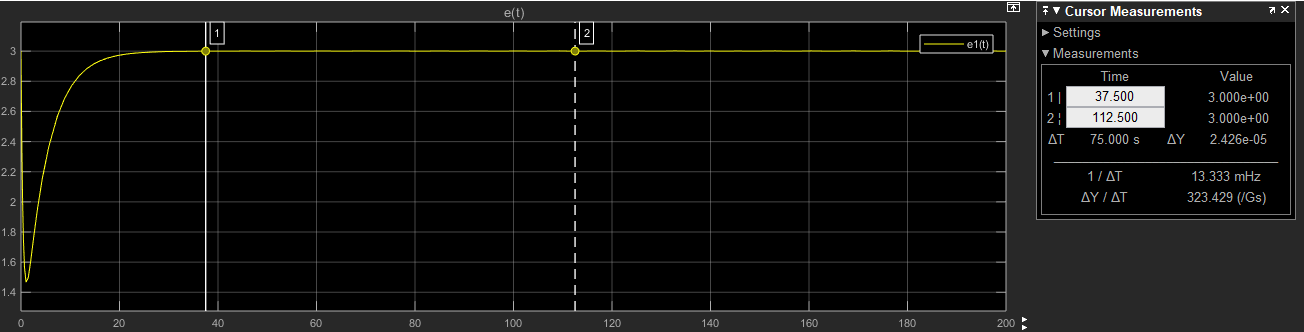 e(t)
1
2
e1(t)
3
2.8
2.6
2.4
2.2
2
1.8
1.6
1.4
0 20 40 60 80 100 120 140 160 180 200
Cursor Measurements
Settings
Measurements
Time Value
1 | 37.500 3.000e+00
2 ¦ 112.500 3.000e+00
ΔT 75.000 s ΔY 2.426e-05
1 / ΔT 13.333 mHz
ΔY / ΔT 323.429 (/Gs)